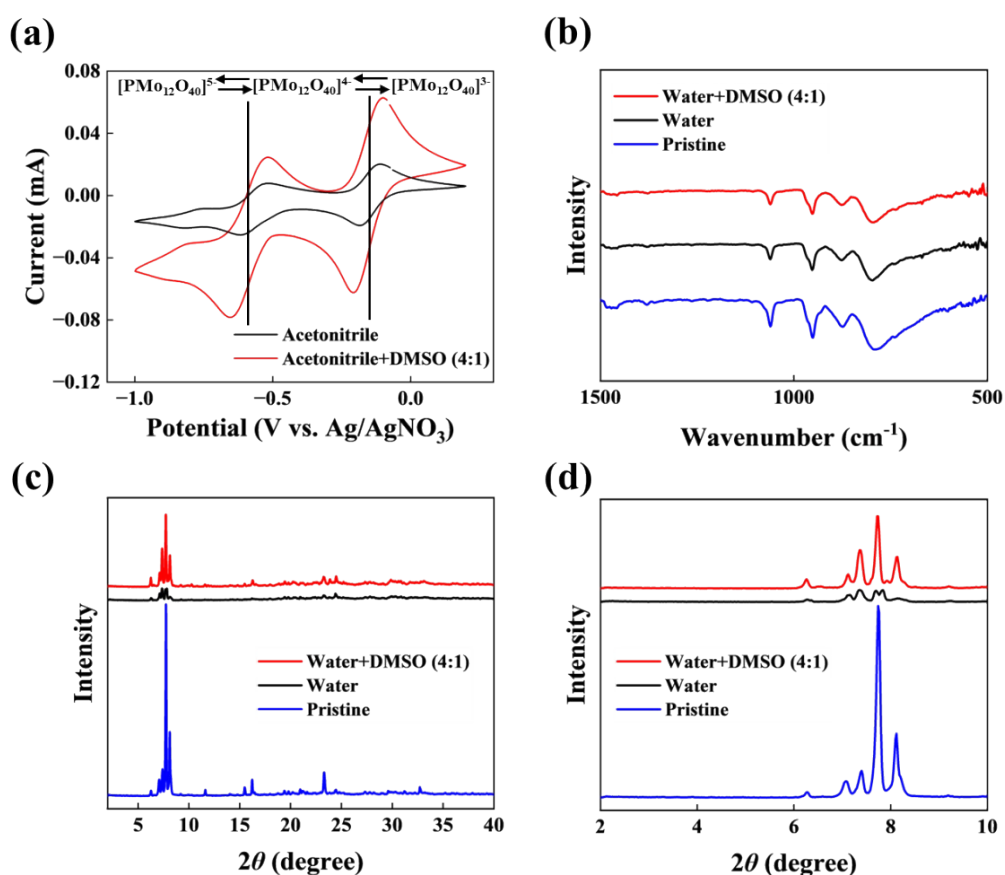 (a)
[PMo₁₂O₄₀]⁵⁻ [PMo₁₂O₄₀]⁴⁻ [PMo₁₂O₄₀]³⁻
0.08
0.04
0.00
−0.04
−0.08
−0.12
Current (mA)
Acetonitrile
Acetonitrile+DMSO (4:1)
−1.0 −0.5 0.0
Potential (V vs. Ag/AgNO₃)
(b)
Water+DMSO (4:1)
Water
Pristine
Intensity
1500 1000 500
Wavenumber (cm⁻¹)
(c)
Intensity
Water+DMSO (4:1)
Water
Pristine
5 10 15 20 25 30 35 40
2θ (degree)
(d)
Intensity
Water+DMSO (4:1)
Water
Pristine
2 4 6 8 10
2θ (degree)